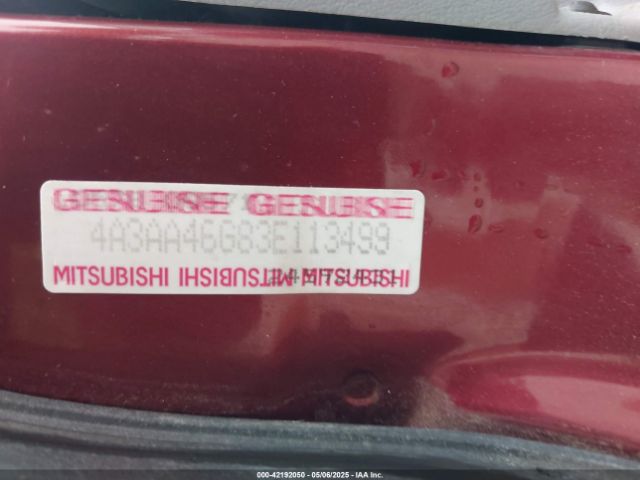 GENUINE GENUINE
4A3AA46G83E113499
MITSUBISHI MITSUBISHI MITSUBISHI
000-42192050 | 05/06/2025 | IAA Inc.